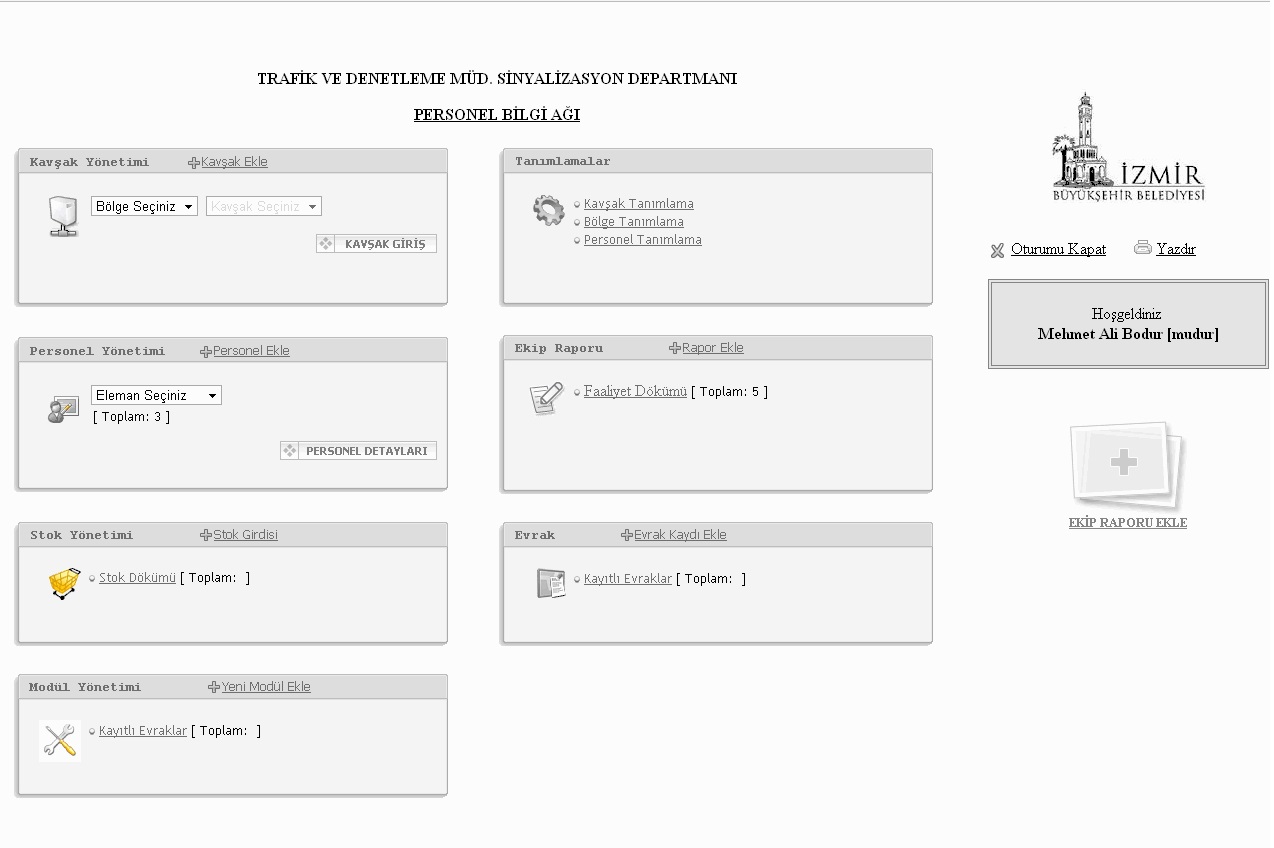 TRAFİK VE DENETLEME MÜD. SİNYALİZASYON DEPARTMANI
PERSONEL BİLGİ AĞI
Kavşak Yönetimi Kavşak Ekle
Bölge Seçiniz Kavşak Seçiniz
KAVŞAK GİRİŞ
Tanımlamalar
Kavşak Tanımlama
Bölge Tanımlama
Personel Tanımlama
İZMİR
BÜYÜKŞEHİR BELEDİYESİ
Oturumu Kapat Yazdır
Hoşgeldiniz
Mehmet Ali Bodur [mudur]
Personel Yönetimi Personel Ekle
Eleman Seçiniz
[ Toplam: 3 ]
PERSONEL DETAYLARI
Ekip Raporu Rapor Ekle
Faaliyet Dökümü [ Toplam: 5 ]
EKİP RAPORU EKLE
Stok Yönetimi Stok Girdisi
Stok Dökümü [ Toplam: ]
Evrak Evrak Kaydı Ekle
Kayıtlı Evraklar [ Toplam: ]
Modül Yönetimi Yeni Modül Ekle
Kayıtlı Evraklar [ Toplam: ]